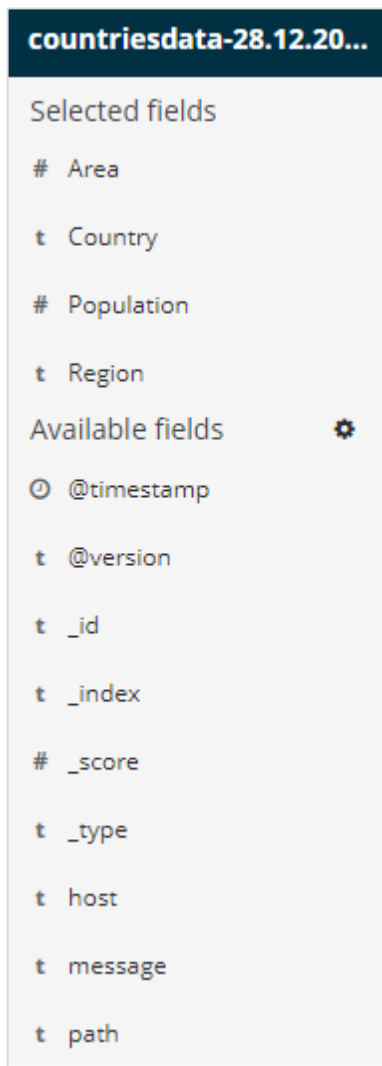 countriesdata-28.12.20...
Selected fields
# Area
t Country
# Population
t Region
Available fields
@timestamp
t @version
t _id
t _index
# _score
t _type
t host
t message
t path